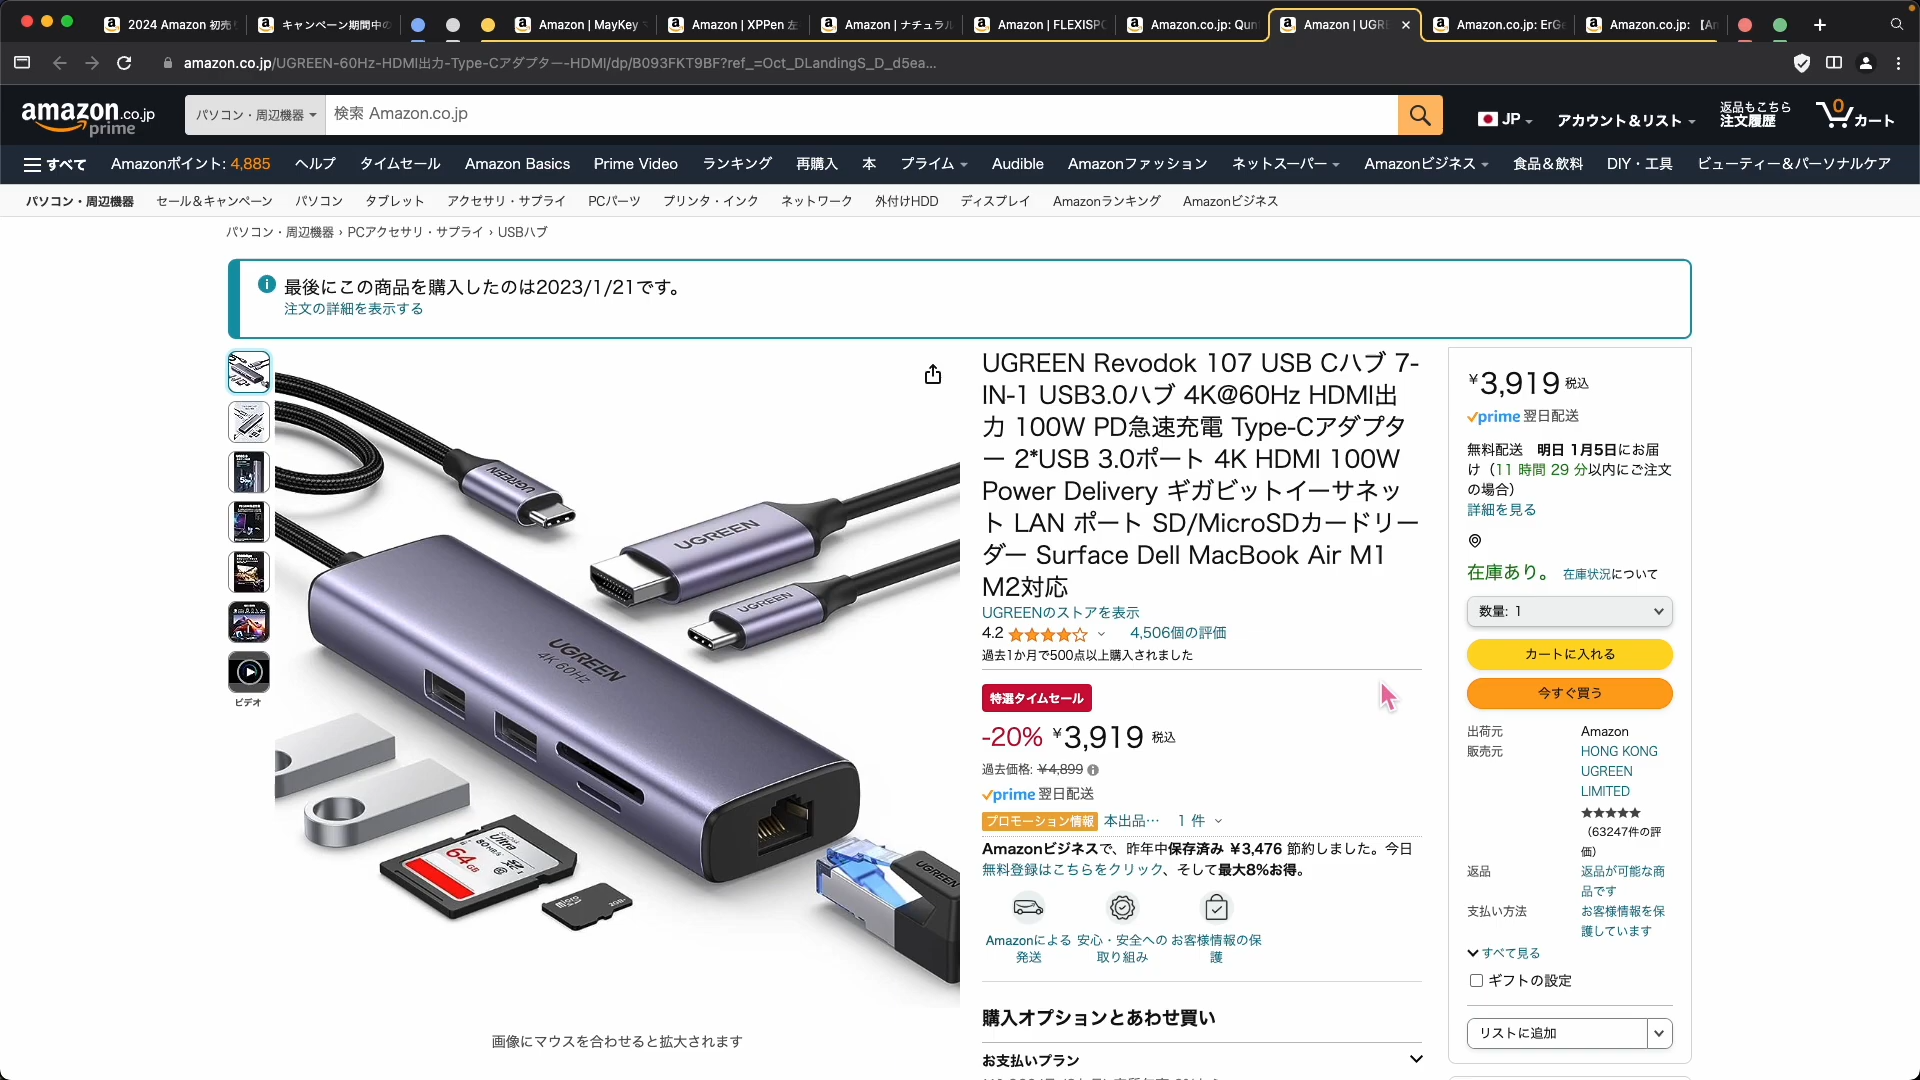 2024 Amazon 初売り
キャンペーン期間中の
Amazon | MayKey
Amazon | XPPen 左
Amazon | ナチュラル
Amazon | FLEXISPO
Amazon.co.jp: Qun
Amazon | UGRE
Amazon.co.jp: ErGo
Amazon.co.jp: 【An
amazon.co.jp/UGREEN-60Hz-HDMI出力-Type-Cアダプター-HDMI/dp/B093FKT9BF?ref_=Oct_DLandingS_D_d5ea...
amazon.co.jp
prime
パソコン・周辺機器
検索 Amazon.co.jp
JP
アカウント＆リスト
返品もこちら
注文履歴
0
カート
すべて
Amazonポイント: 4,885
ヘルプ
タイムセール
Amazon Basics
Prime Video
ランキング
再購入
本
プライム
Audible
Amazonファッション
ネットスーパー
Amazonビジネス
食品＆飲料
DIY・工具
ビューティー＆パーソナルケア
パソコン・周辺機器
セール＆キャンペーン
パソコン
タブレット
アクセサリ・サプライ
PCパーツ
プリンタ・インク
ネットワーク
外付けHDD
ディスプレイ
Amazonランキング
Amazonビジネス
パソコン・周辺機器 › PCアクセサリ・サプライ › USBハブ
最後にこの商品を購入したのは2023/1/21です。
注文の詳細を表示する
ビデオ
UGREEN
UGREEN
UGREEN
UGREEN
4K 60Hz
SanDisk
Ultra
80MB/s
64 GB
micro
2GB
UGREEN
画像にマウスを合わせると拡大されます
UGREEN Revodok 107 USB Cハブ 7-
IN-1 USB3.0ハブ 4K@60Hz HDMI出
力 100W PD急速充電 Type-Cアダプタ
ー 2*USB 3.0ポート 4K HDMI 100W
Power Delivery ギガビットイーサネッ
ト LAN ポート SD/MicroSDカードリー
ダー Surface Dell MacBook Air M1
M2対応
UGREENのストアを表示
4.2
4,506個の評価
過去1か月で500点以上購入されました
特選タイムセール
-20% ￥3,919 税込
過去価格: ￥4,899
prime 翌日配送
プロモーション情報 本出品… 1 件
Amazonビジネスで、昨年中保存済み ￥3,476 節約しました。今日
無料登録はこちらをクリック、そして最大8%お得。
Amazonによる
発送
安心・安全への
取り組み
お客様情報の保
護
購入オプションとあわせ買い
お支払いプラン
￥3,919 税込
prime 翌日配送
無料配送 明日 1月5日にお届
け（11 時間 29 分以内にご注文
の場合）
詳細を見る
在庫あり。 在庫状況について
数量: 1
カートに入れる
今すぐ買う
出荷元
Amazon
販売元
HONG KONG
UGREEN
LIMITED
★★★★★
（63247件の評
価）
返品
返品が可能な商
品です
支払い方法
お客様情報を保
護しています
すべて見る
ギフトの設定
リストに追加